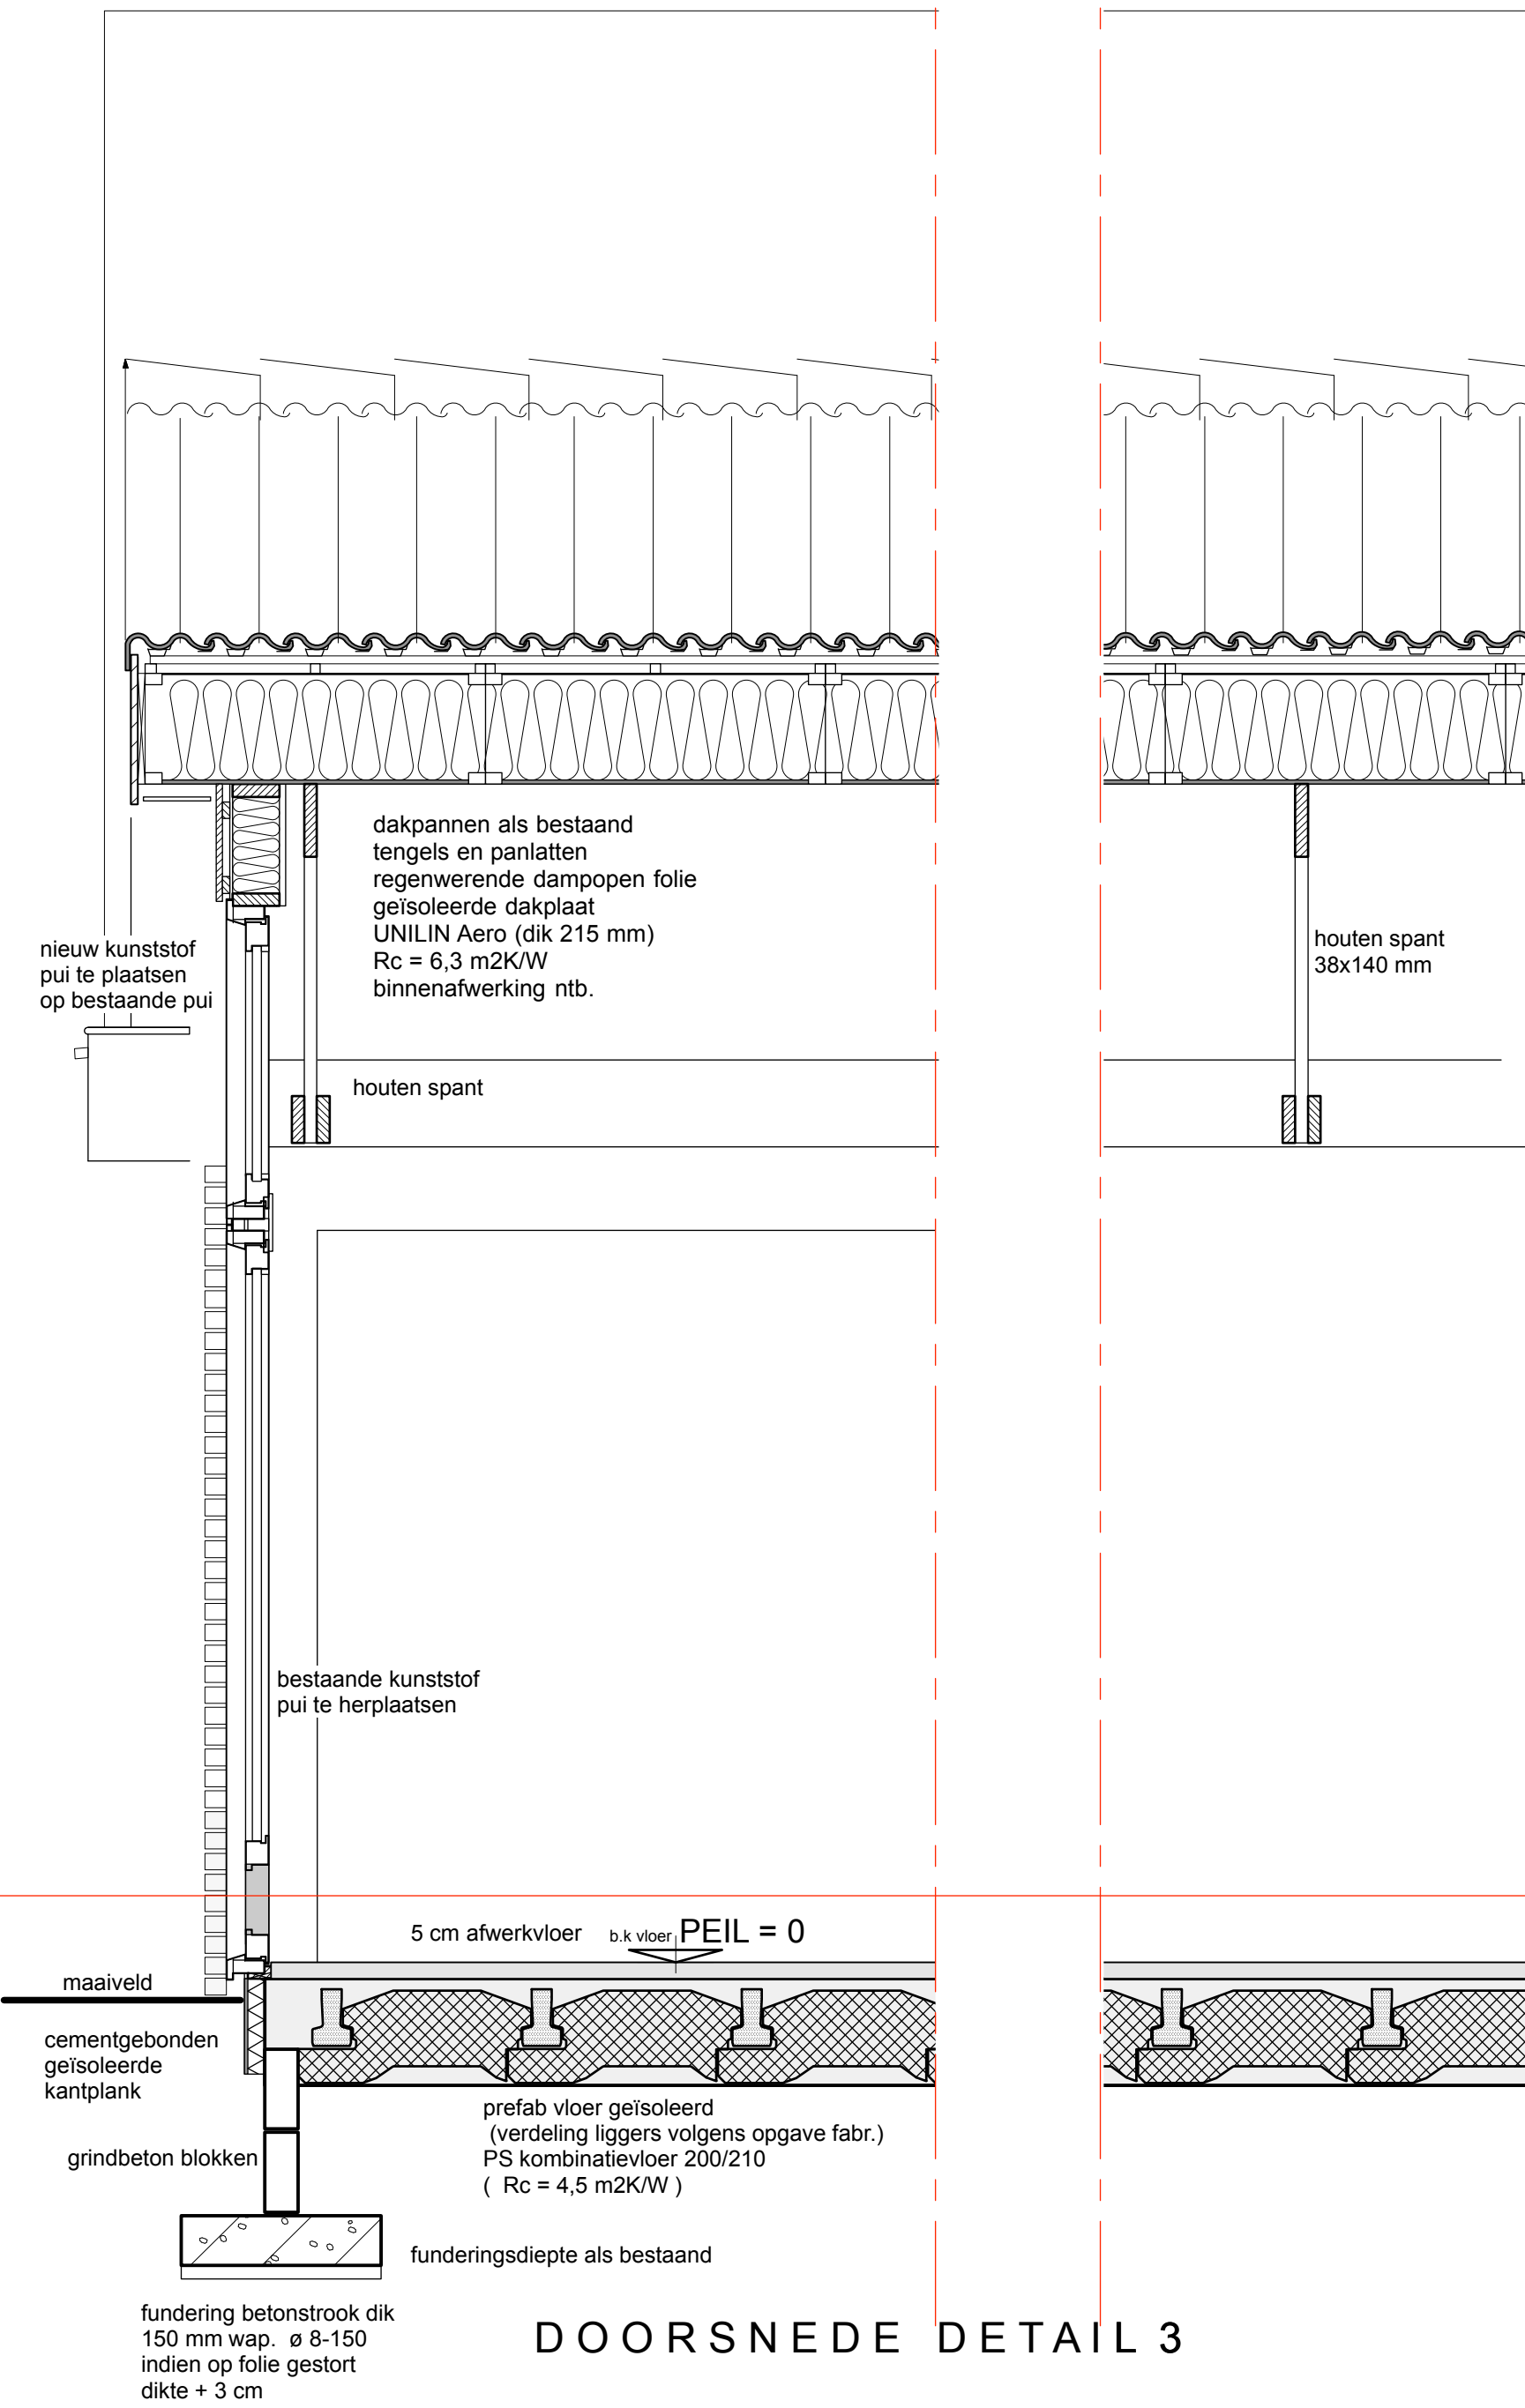 dakpannen als bestaand
tengels en panlatten
regenwerende dampopen folie
geïsoleerde dakplaat
UNILIN Aero (dik 215 mm)
Rc = 6,3 m2K/W
binnenafwerking ntb.
nieuw kunststof
pui te plaatsen
op bestaande pui
houten spant
38x140 mm
houten spant
bestaande kunststof
pui te herplaatsen
5 cm afwerkvloer
b.k vloer PEIL = 0
maaiveld
cementgebonden
geïsoleerde
kantplank
grindbeton blokken
prefab vloer geïsoleerd
(verdeling liggers volgens opgave fabr.)
PS kombinatievloer 200/210
( Rc = 4,5 m2K/W )
funderingsdiepte als bestaand
fundering betonstrook dik
150 mm wap. ø 8-150
indien op folie gestort
dikte + 3 cm
DOORSNEDE DETAIL 3